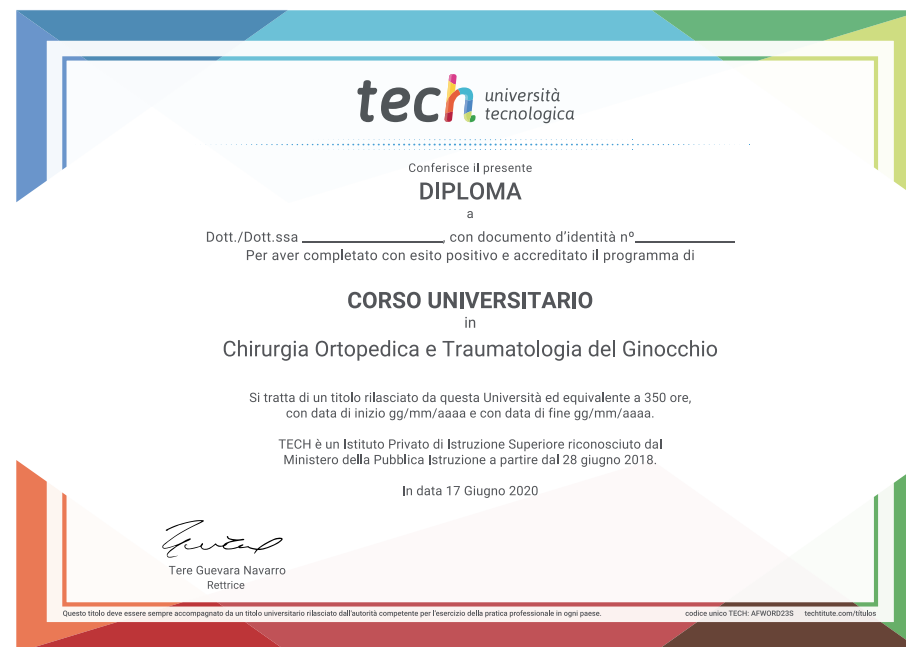 tech università
tecnologica
Conferisce il presente
DIPLOMA
a
Dott./Dott.ssa ____________________, con documento d'identità nº______________
Per aver completato con esito positivo e accreditato il programma di
CORSO UNIVERSITARIO
in
Chirurgia Ortopedica e Traumatologia del Ginocchio
Si tratta di un titolo rilasciato da questa Università ed equivalente a 350 ore,
con data di inizio gg/mm/aaaa e con data di fine gg/mm/aaaa.
TECH è un Istituto Privato di Istruzione Superiore riconosciuto dal
Ministero della Pubblica Istruzione a partire dal 28 giugno 2018.
In data 17 Giugno 2020
Tere Guevara Navarro
Rettrice
Questo titolo deve essere sempre accompagnato da un titolo universitario rilasciato dall'autorità competente per l'esercizio della pratica professionale in ogni paese. codice unico TECH: AFWORD23S techtitute.com/títulos